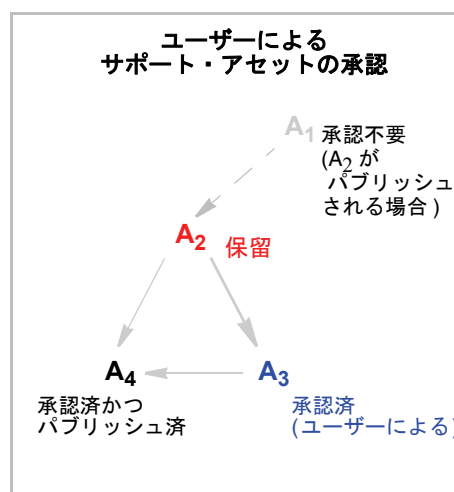 ユーザーによる
サポート・アセットの承認
A1 承認不要
(A2 が
パブリッシュ
される場合 )
A2 保留
A4
承認済かつ
パブリッシュ済
A3
承認済
(ユーザーによる)